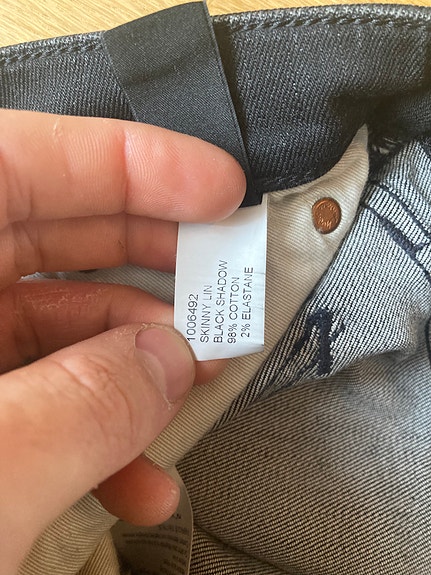 1006492
SKINNY LIN
BLACK SHADOW
98% COTTON
2% ELASTANE